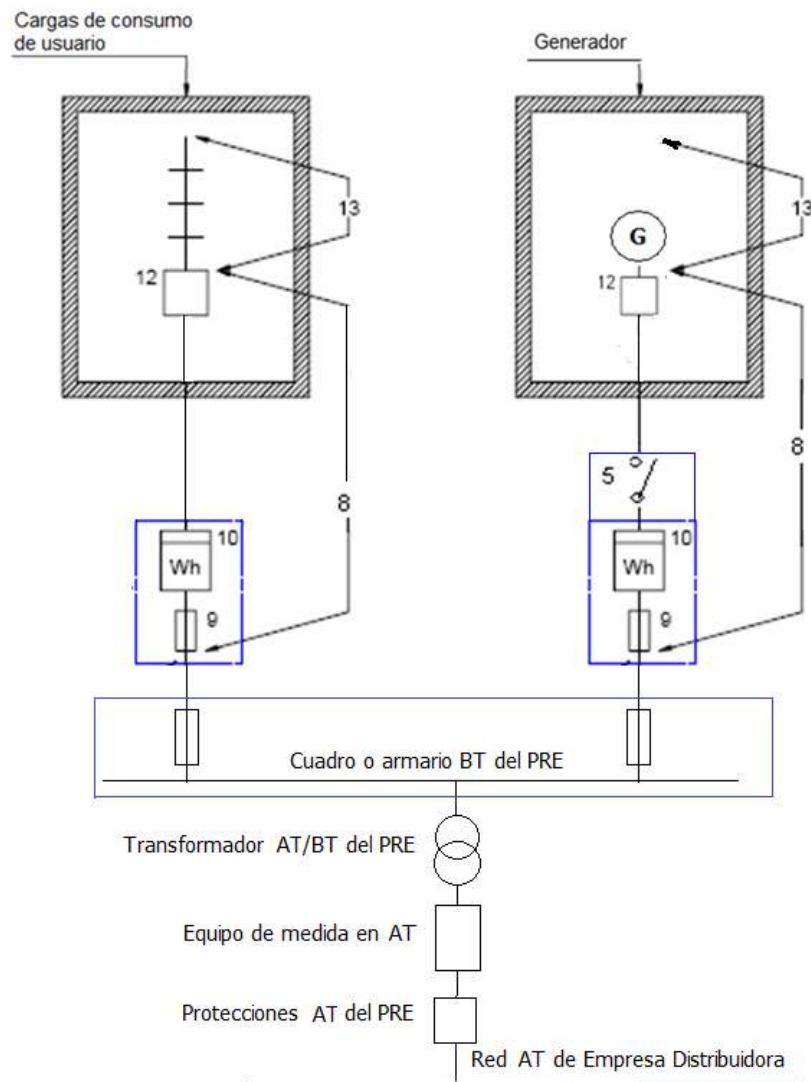 Cargas de consumo
de usuario
Generador
13
13
G
12
12
8
8
5
10
10
Wh
Wh
9
9
Cuadro o armario BT del PRE
Transformador AT/BT del PRE
Equipo de medida en AT
Protecciones AT del PRE
Red AT de Empresa Distribuidora